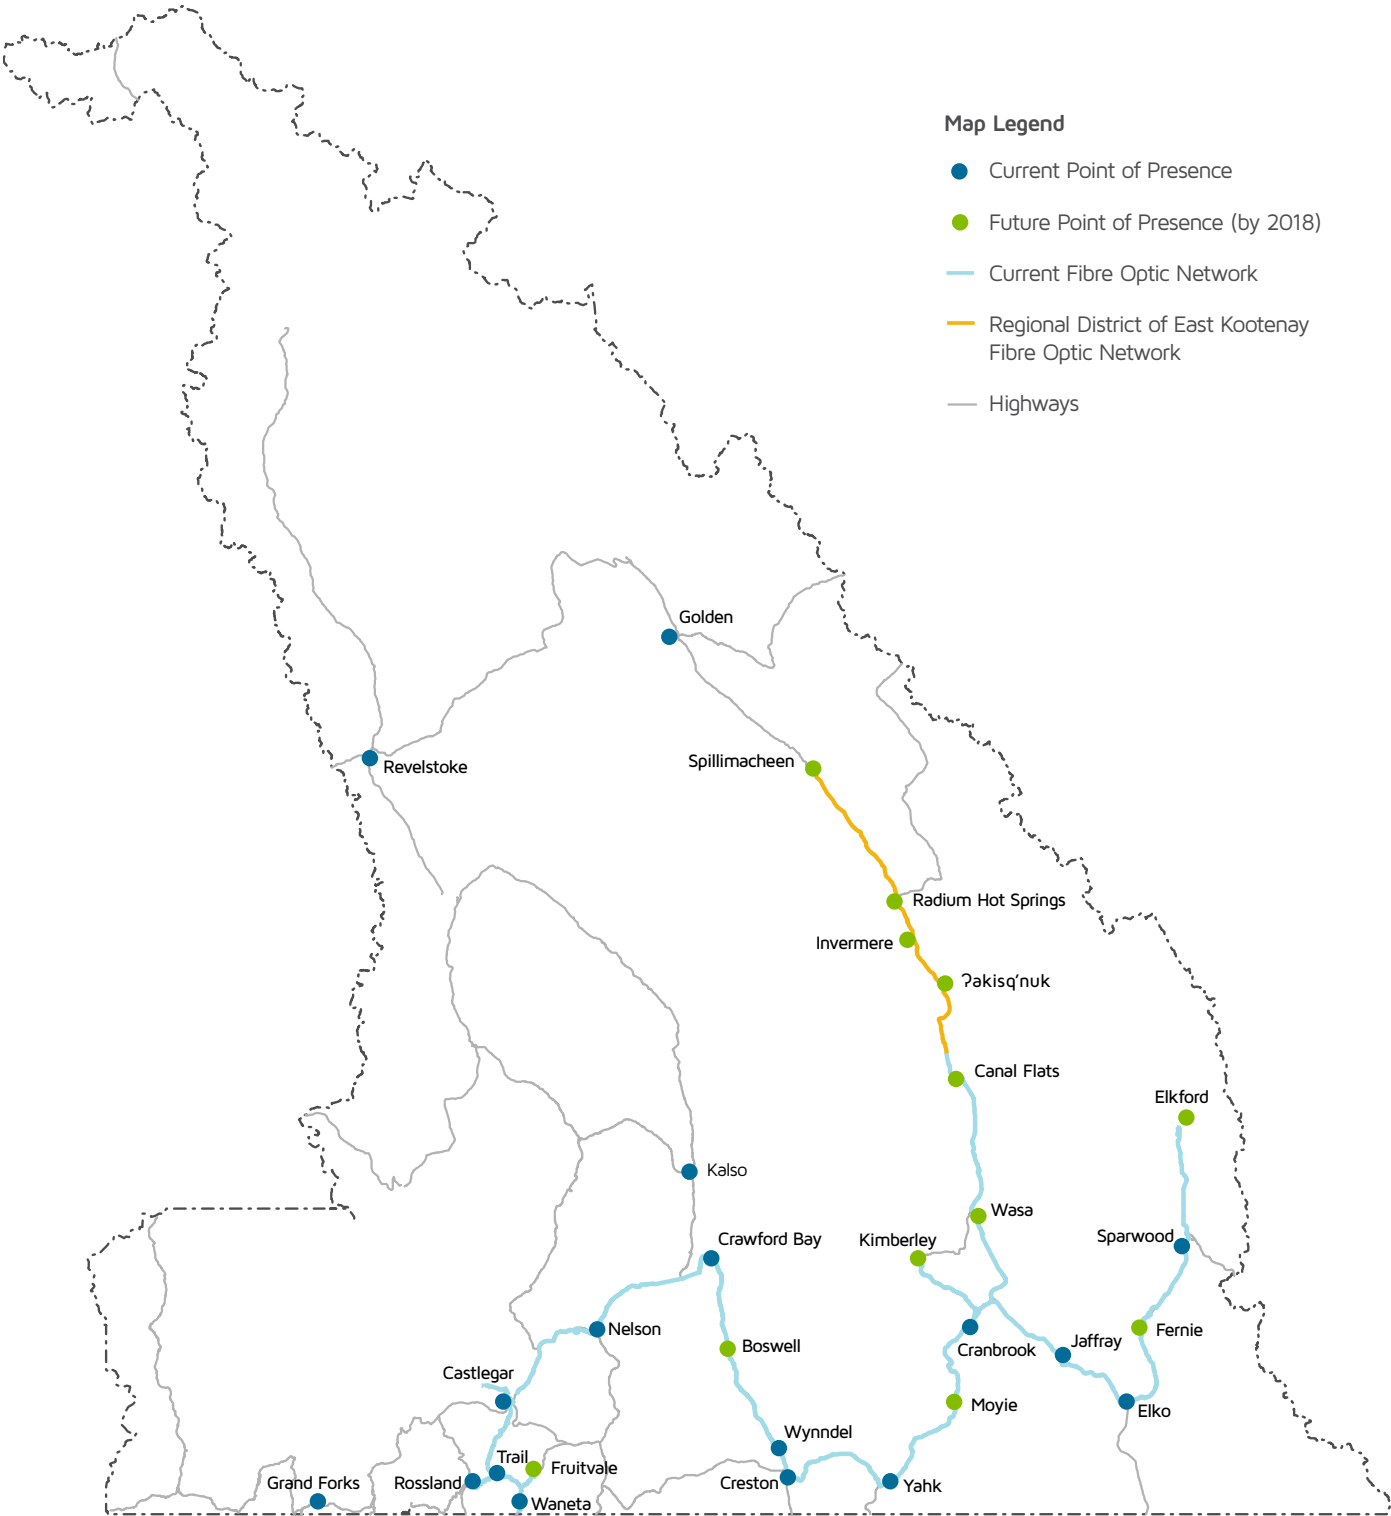 Map Legend
Current Point of Presence
Future Point of Presence (by 2018)
Current Fibre Optic Network
Regional District of East Kootenay
Fibre Optic Network
Highways
Golden
Spillimacheen
Revelstoke
Radium Hot Springs
Invermere
ʔakisq'nuk
Canal Flats
Elkford
Kalso
Wasa
Sparwood
Kimberley
Crawford Bay
Nelson
Fernie
Jaffray
Cranbrook
Boswell
Castlegar
Moyie
Elko
Wynndel
Trail
Fruitvale
Grand Forks
Rossland
Creston
Yahk
Waneta